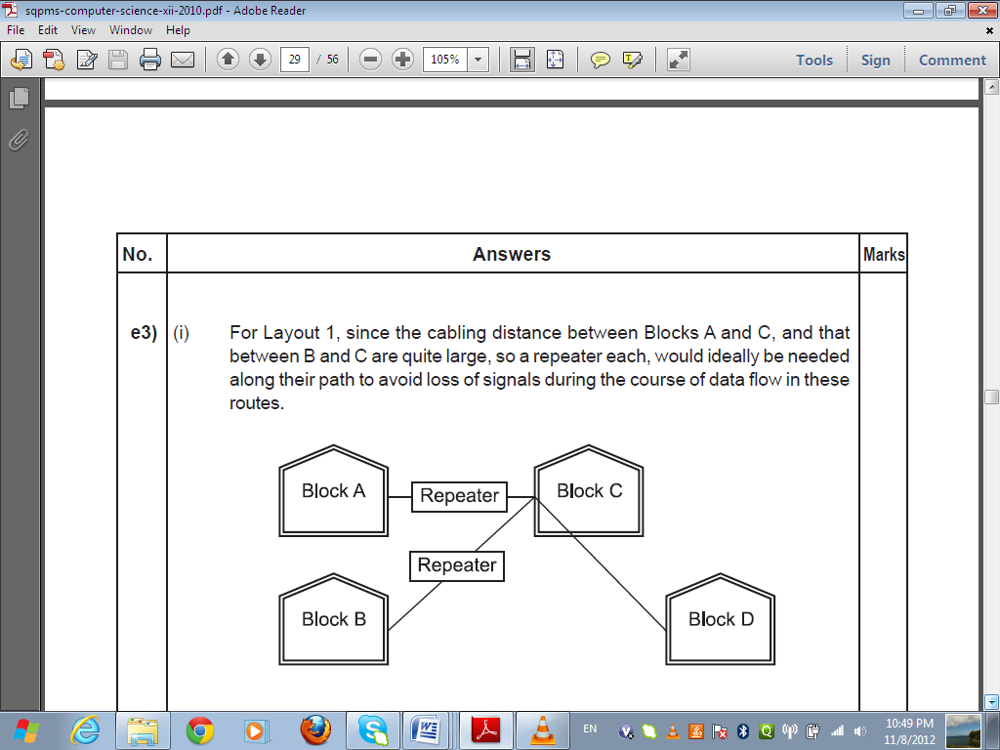 sqpms-computer-science-xii-2010.pdf - Adobe Reader
File Edit View Window Help
29 / 56 105% Tools Sign Comment
No. Answers Marks
e3) (i) For Layout 1, since the cabling distance between Blocks A and C, and that
between B and C are quite large, so a repeater each, would ideally be needed
along their path to avoid loss of signals during the course of data flow in these
routes.
Block A Repeater Block C
Repeater
Block B Block D
EN 10:49 PM
11/8/2012